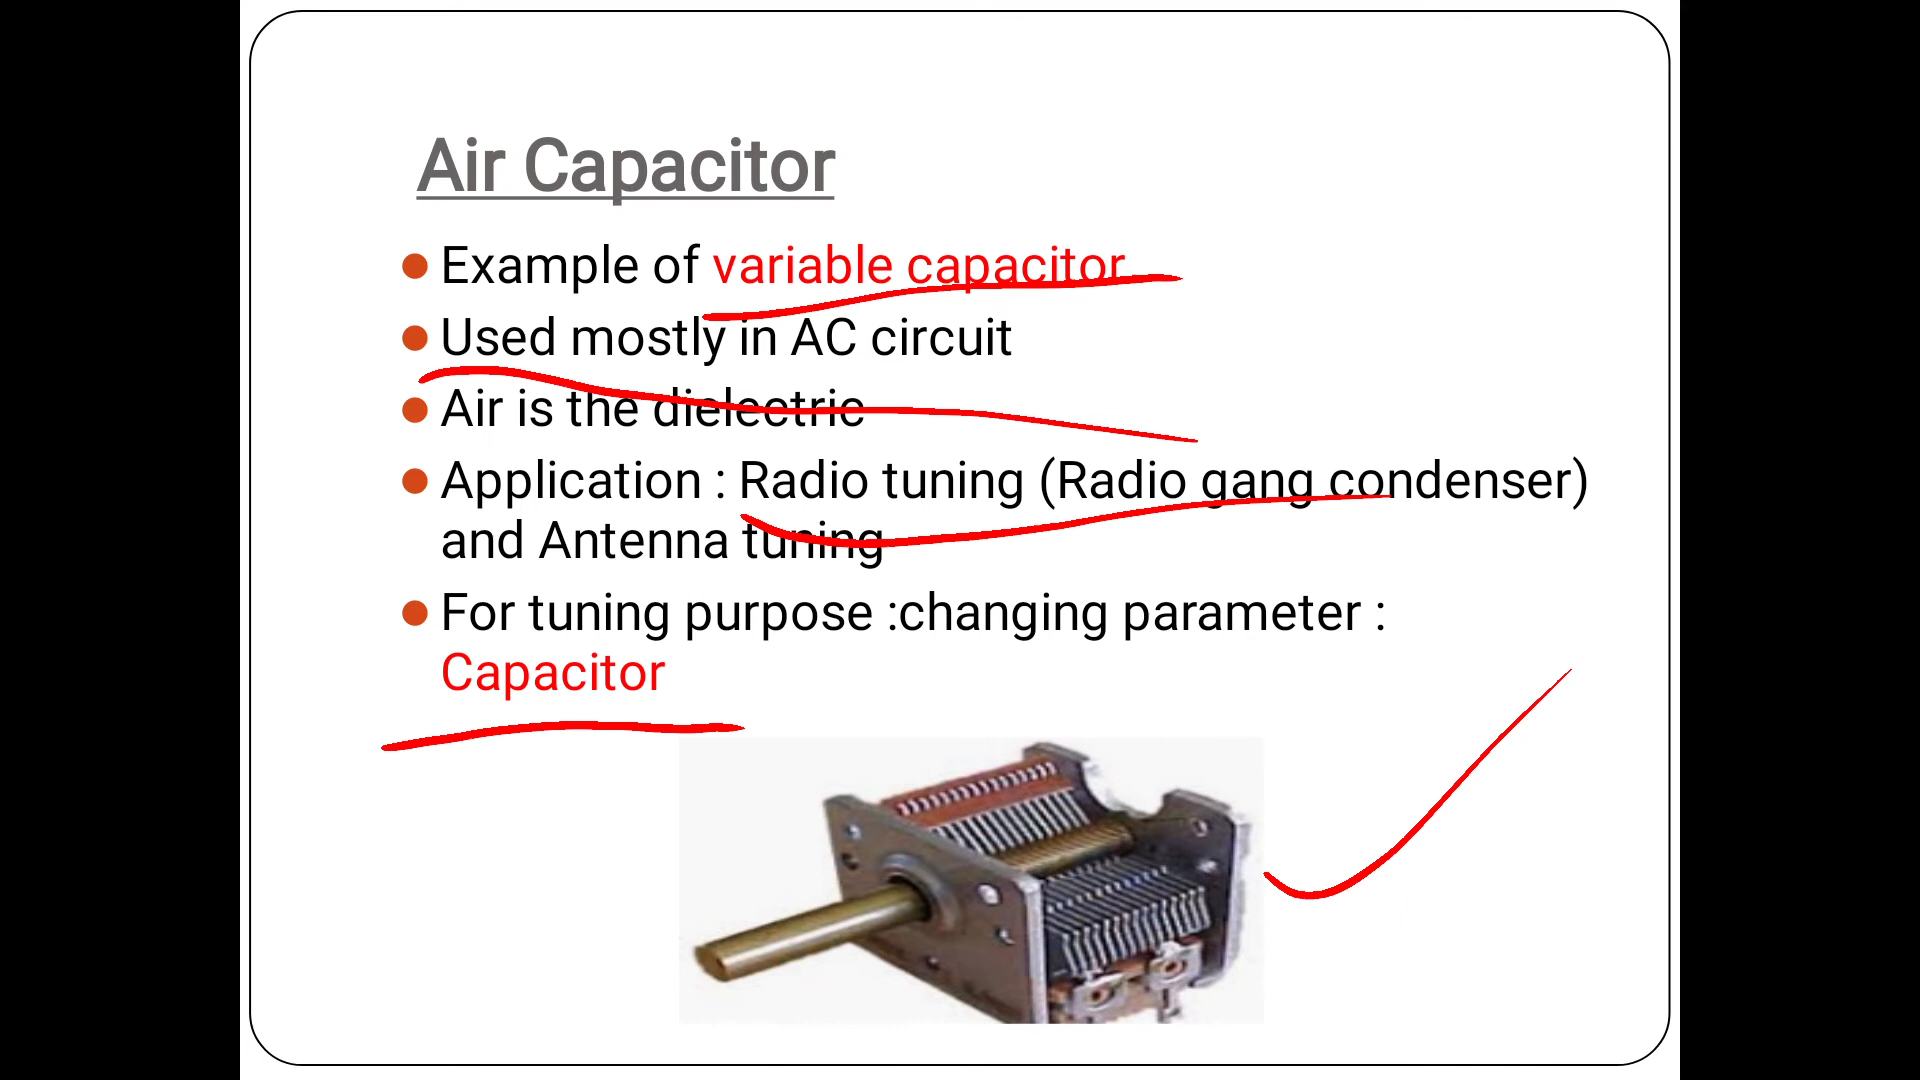 Air Capacitor
Example of variable capacitor
Used mostly in AC circuit
Air is the dielectric
Application : Radio tuning (Radio gang condenser)
and Antenna tuning
For tuning purpose :changing parameter :
Capacitor